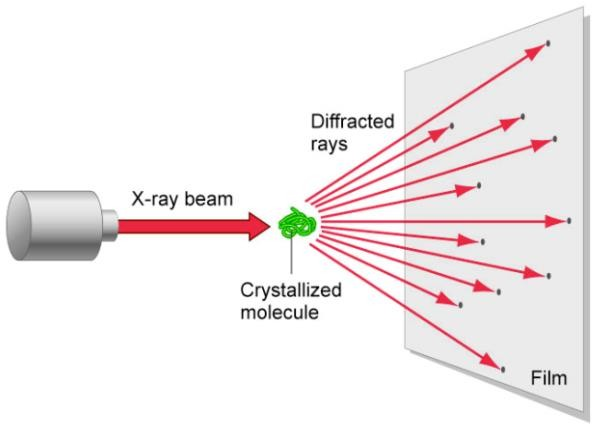 Diffracted
rays
X-ray beam
Crystallized
molecule
Film